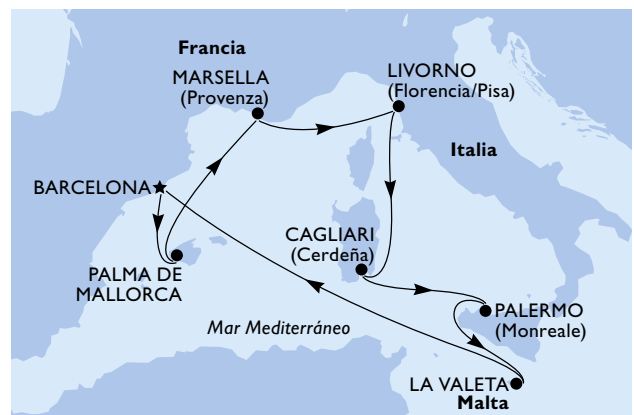 Francia
MARSELLA
(Provenza)
LIVORNO
(Florencia/Pisa)
Italia
BARCELONA
CAGLIARI
(Cerdeña)
PALMA DE
MALLORCA
PALERMO
(Monreale)
Mar Mediterráneo
LA VALETA
Malta